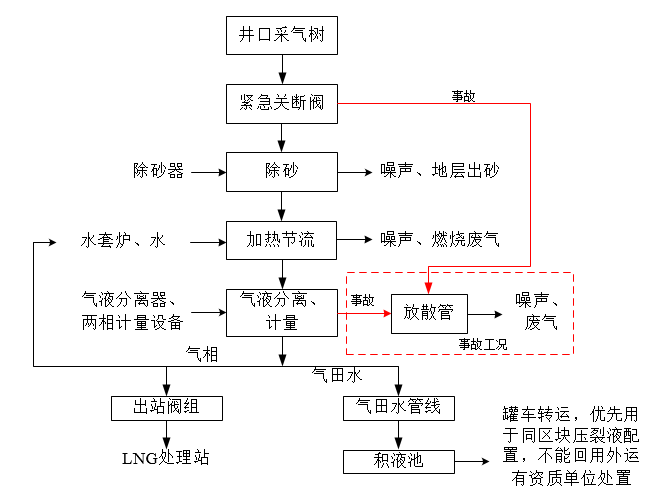 井口采气树
紧急关断阀
事故
除砂器
除砂
噪声、地层出砂
水套炉、水
加热节流
噪声、燃烧废气
气液分离器、
两相计量设备
气液分离、
计量
事故
放散管
噪声、
废气
事故工况
气相
气田水
出站阀组
气田水管线
LNG处理站
积液池
罐车转运，优先用
于同区块压裂液配
置，不能回用外运
有资质单位处置